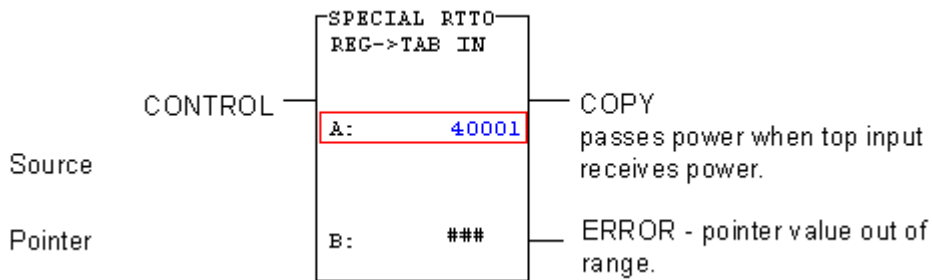 SPECIAL RTTO
REG->TAB IN
CONTROL
COPY
passes power when top input
receives power.
A: 40001
Source
Pointer
B: ###
ERROR - pointer value out of
range.